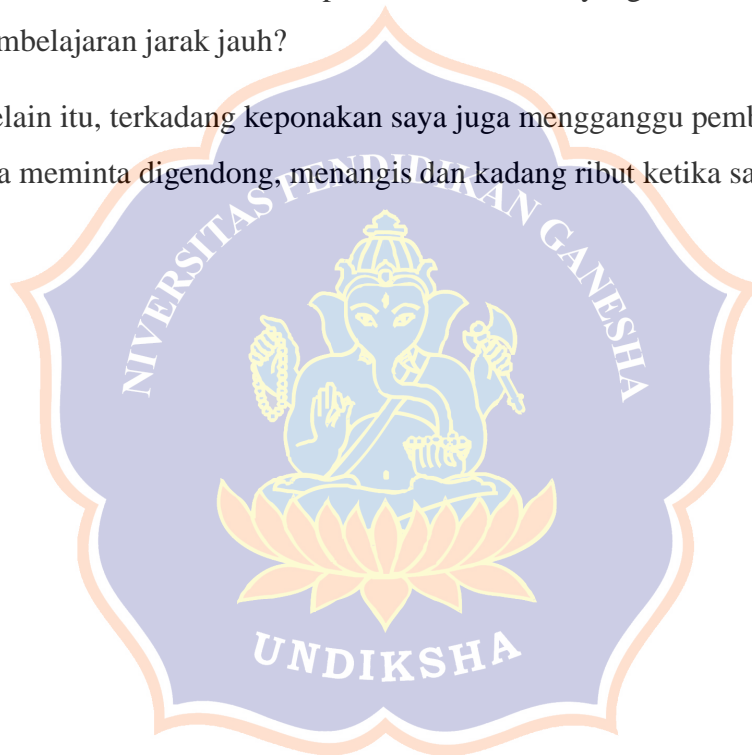 mbelajaran jarak jauh?
elain itu, terkadang keponakan saya juga mengganggu pemb
a meminta digendong, menangis dan kadang ribut ketika sa
NIVERSITAS PENDIDIKAN GANESHA
UNDIKSHA